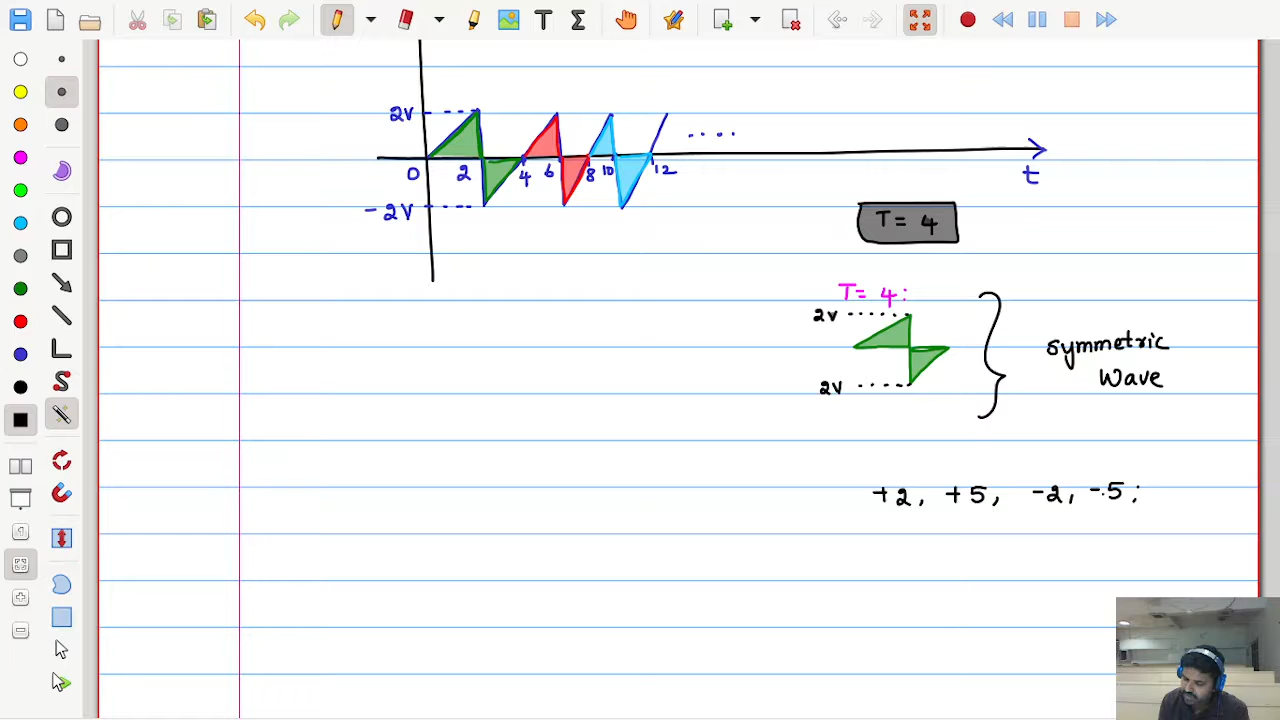 2V
0 2 4 6 8 10 12
t
-2V
T= 4
T= 4:
2V
symmetric
Wave
2V
+2, +5, -2, -5;